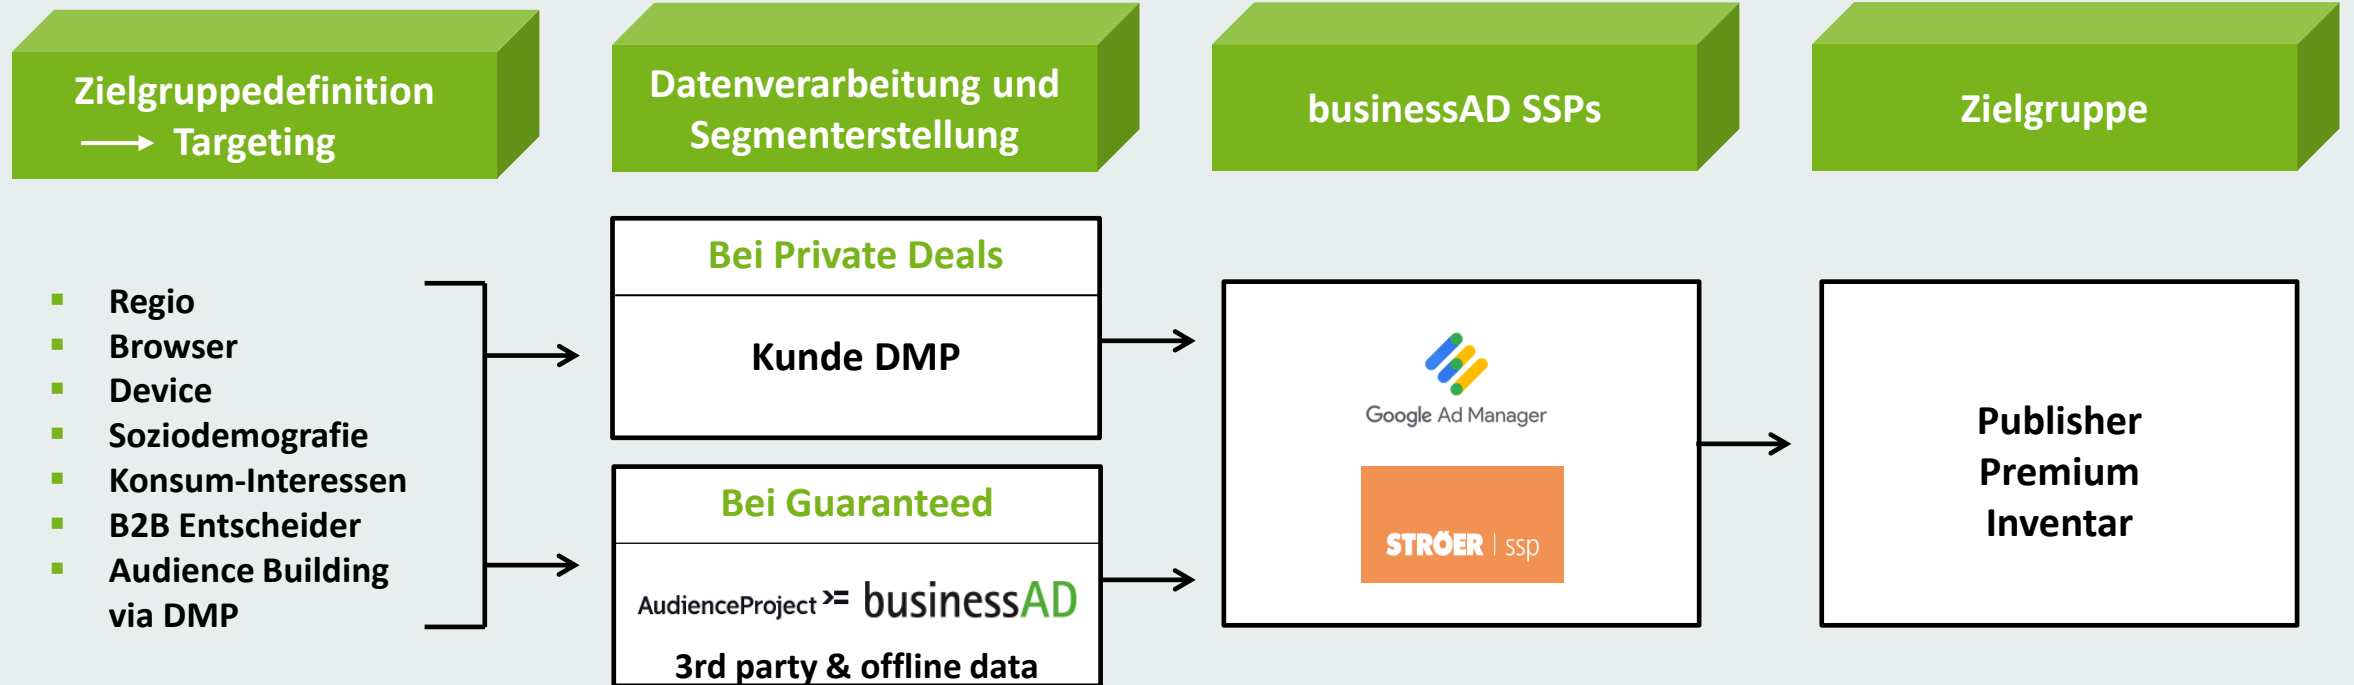 Zielgruppedefinition
Targeting
Datenverarbeitung und
Segmenterstellung
businessAD SSPs
Zielgruppe
Regio
Browser
Device
Soziodemografie
Konsum-Interessen
B2B Entscheider
Audience Building
via DMP
Bei Private Deals
Kunde DMP
Bei Guaranteed
AudienceProject businessAD
3rd party & offline data
Google Ad Manager
STRÖER | ssp
Publisher
Premium
Inventar